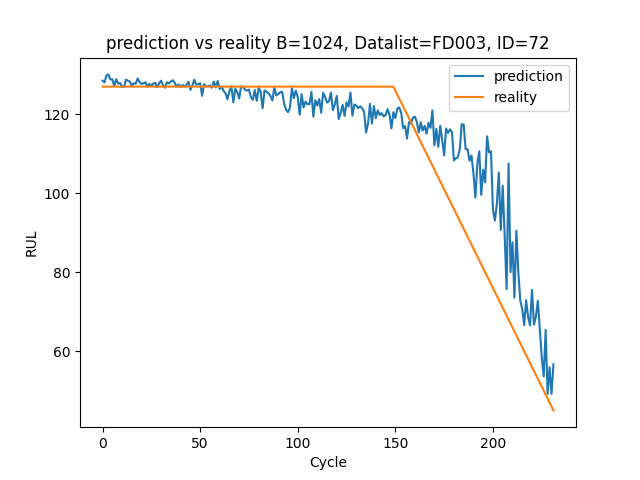 prediction vs reality B=1024, Datalist=FD003, ID=72
prediction
reality
RUL
120
100
80
60
0
50
100
150
200
Cycle